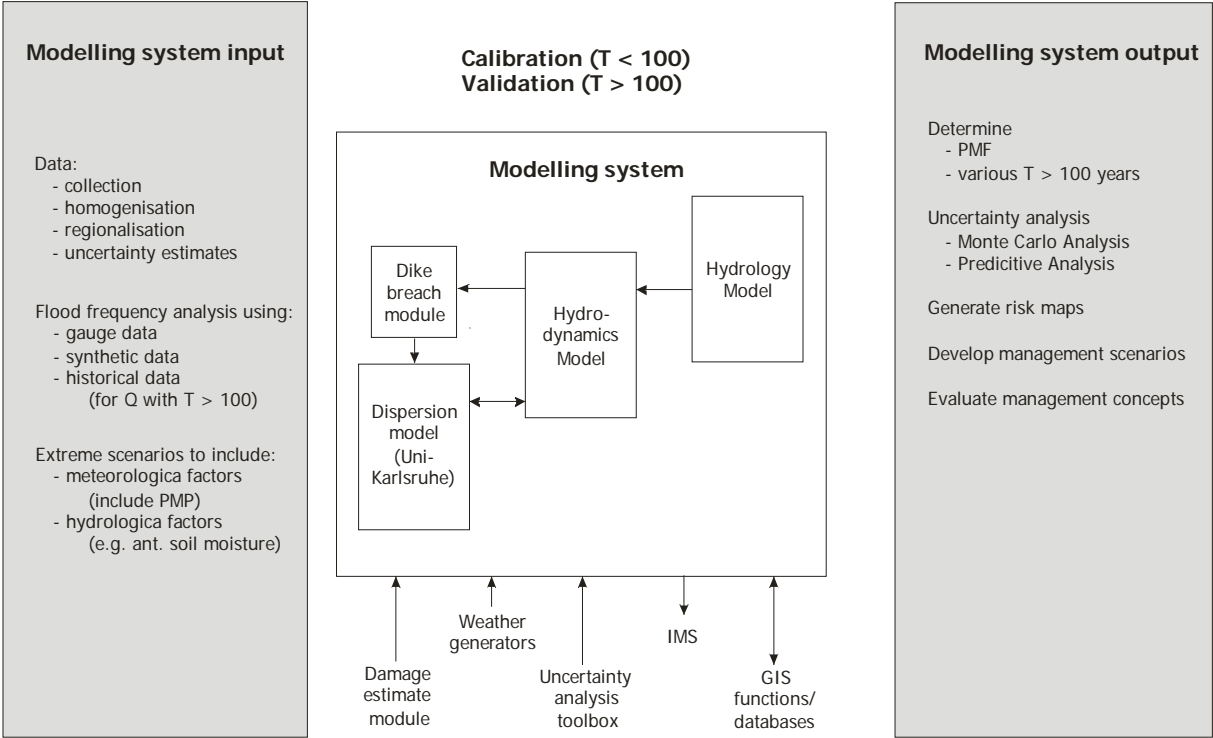 Modelling system input
Data:
- collection
- homogenisation
- regionalisation
- uncertainty estimates
Flood frequency analysis using:
- gauge data
- synthetic data
- historical data
(for Q with T > 100)
Extreme scenarios to include:
- meteorologica factors
(include PMP)
- hydrologica factors
(e.g. ant. soil moisture)
Calibration (T < 100)
Validation (T > 100)
Modelling system
Dike
breach
module
Hydro-
dynamics
Model
Hydrology
Model
Dispersion
model
(Uni-
Karlsruhe)
Damage
estimate
module
Weather
generators
Uncertainty
analysis
toolbox
IMS
GIS
functions/
databases
Modelling system output
Determine
- PMF
- various T > 100 years
Uncertainty analysis
- Monte Carlo Analysis
- Predicitive Analysis
Generate risk maps
Develop management scenarios
Evaluate management concepts